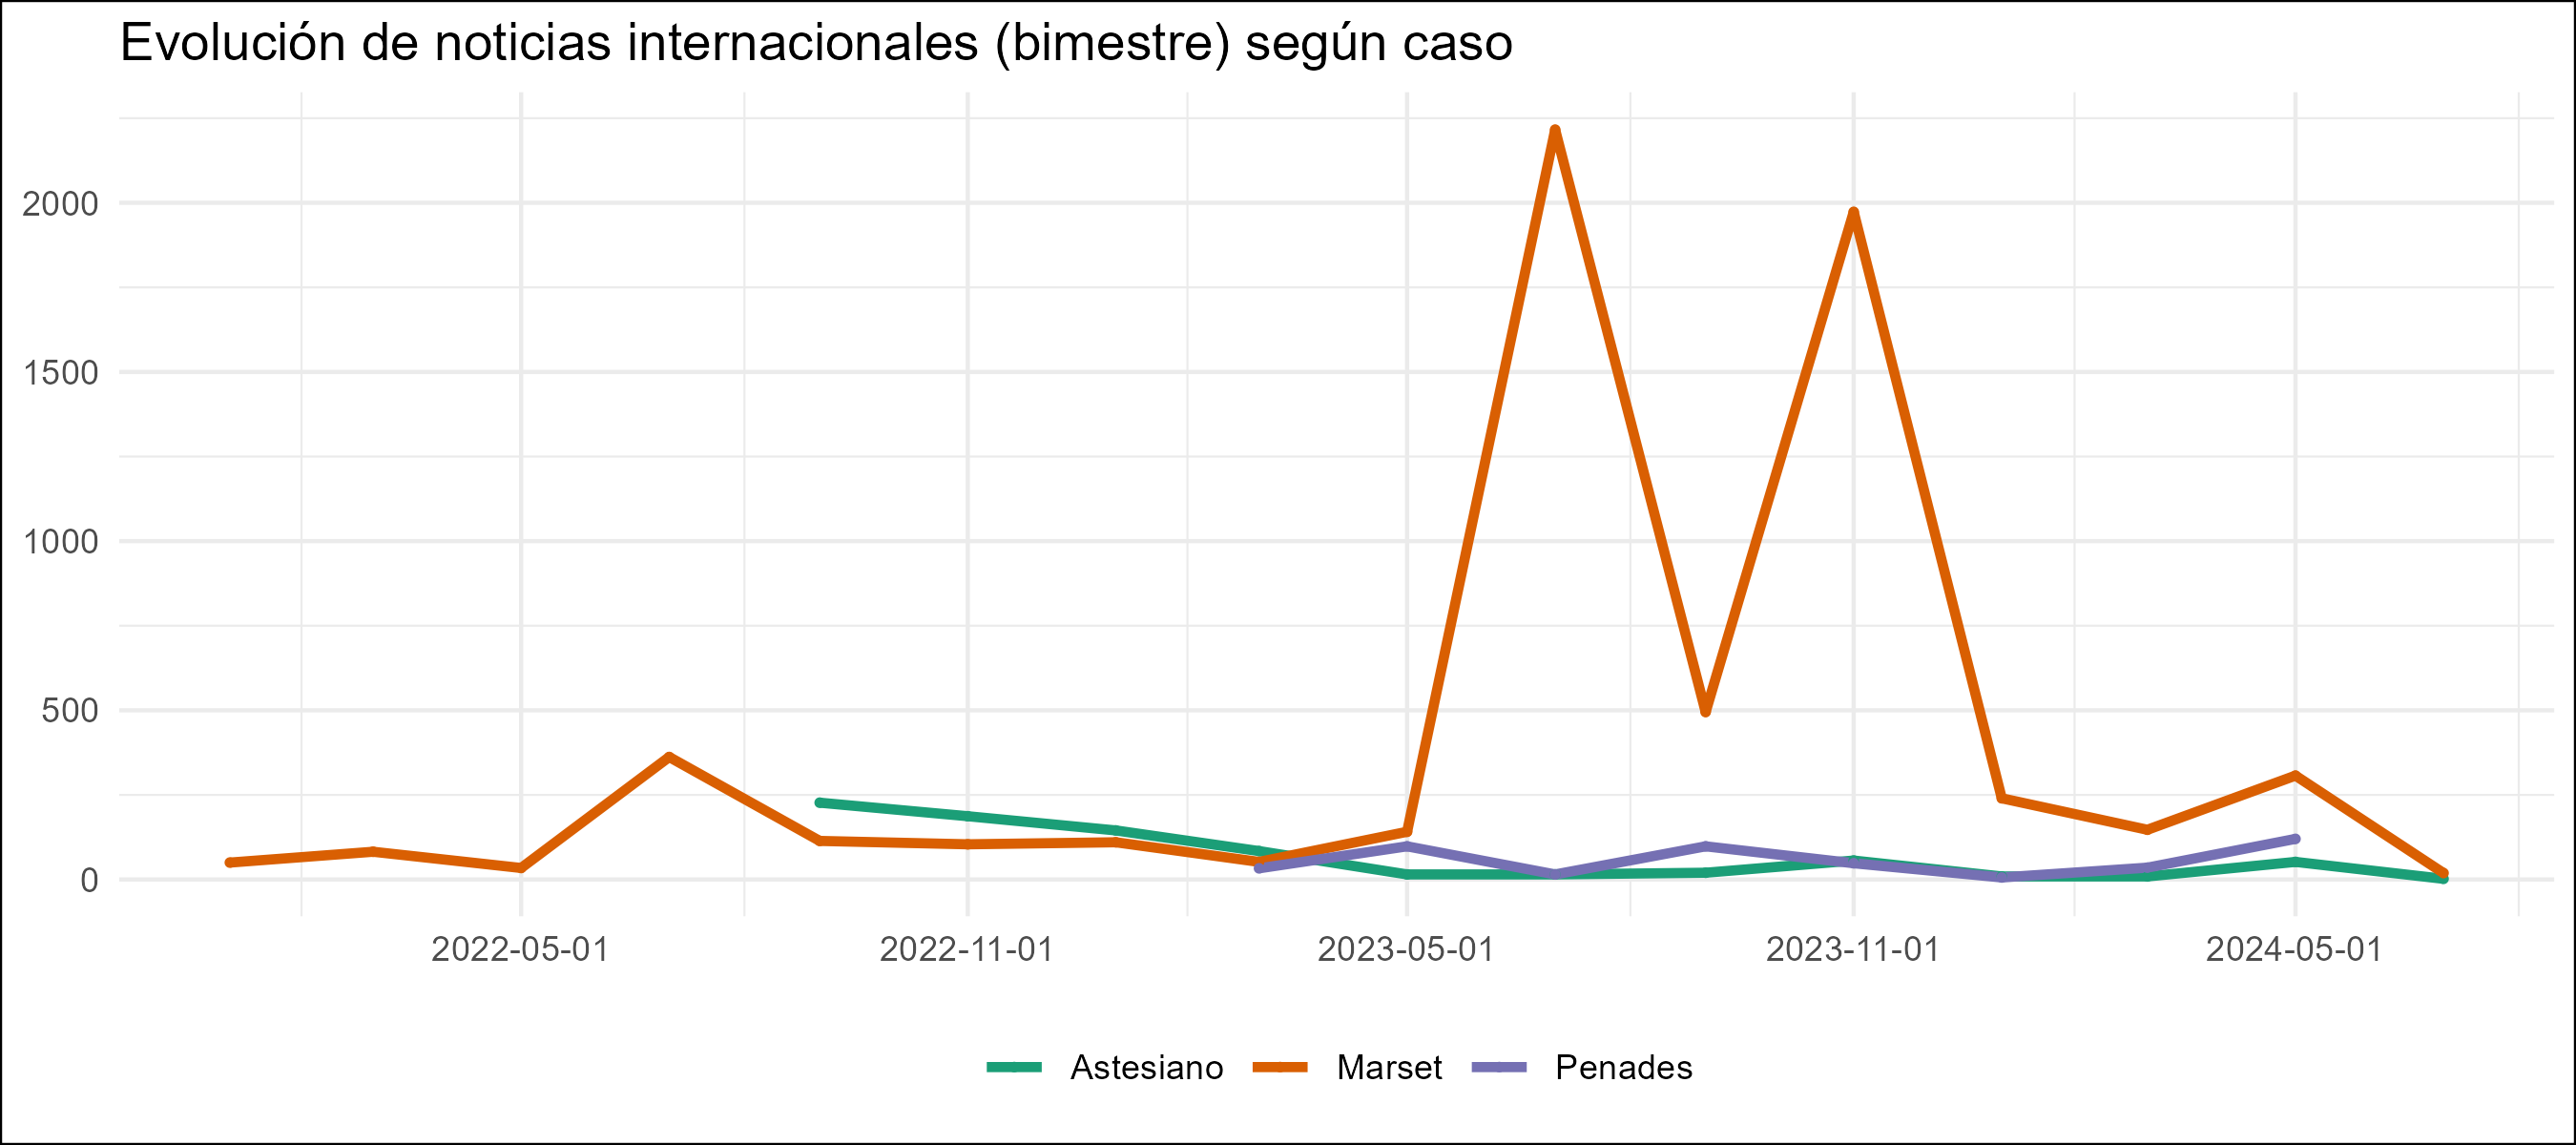 Evolución de noticias internacionales (bimestre) según caso
2000
1500
1000
500
0
2022-05-01 2022-11-01 2023-05-01 2023-11-01 2024-05-01
Astesiano Marset Penades